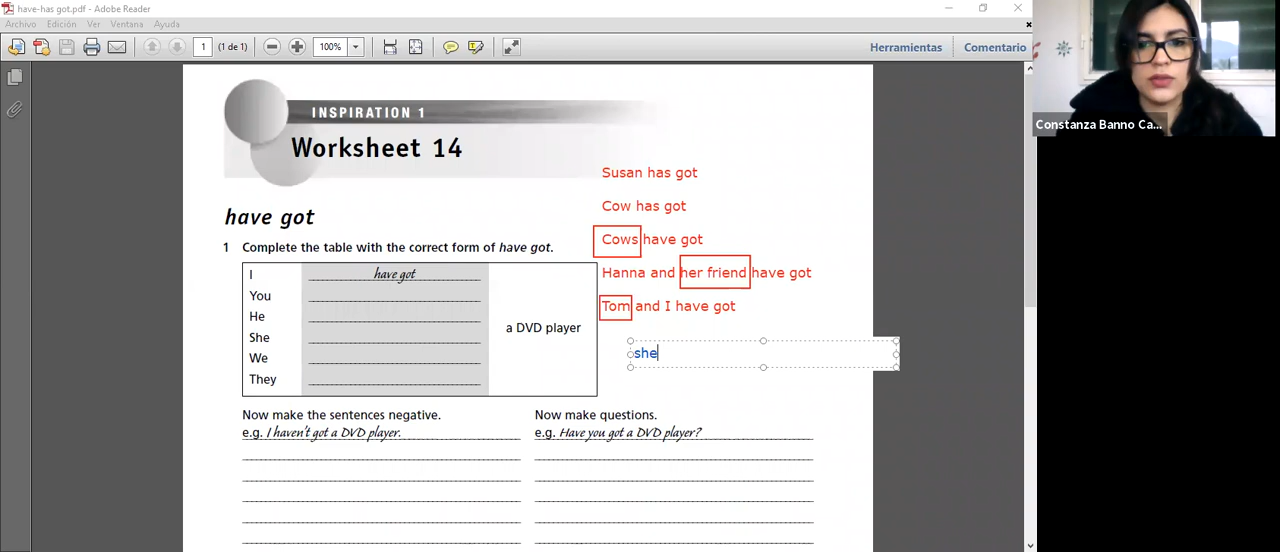 have-has got.pdf - Adobe Reader
Archivo Edición Ver Ventana Ayuda
1 (1 de 1) 100% Herramientas Comentario
Constanza Banno Ca...
INSPIRATION 1
Worksheet 14
Susan has got
Cow has got
Cows have got
Hanna and her friend have got
Tom and I have got
she
have got
1 Complete the table with the correct form of have got.
I have got
You
He
She
We
They
a DVD player
Now make the sentences negative.
e.g. I haven't got a DVD player.
Now make questions.
e.g. Have you got a DVD player?